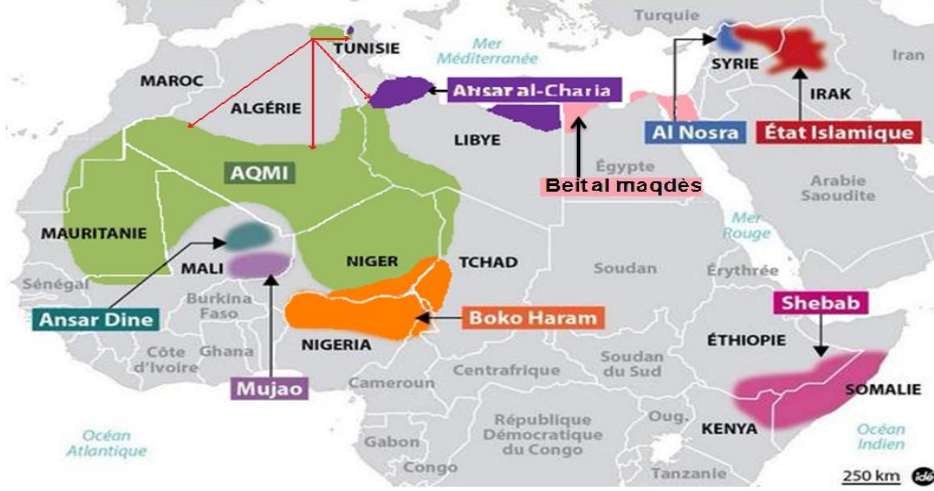 Turquie
Mer
Méditerranée
TUNISIE
MAROC
ALGÉRIE
SYRIE
Iran
IRAK
Ansar al-Charia
LIBYE
Al Nosra
État Islamique
AQMI
Égypte
Beit al maqdès
Arabie
Saoudite
Mer
Rouge
MAURITANIE
MALI
NIGER
TCHAD
Soudan
Érythrée
Sénégal
Burkina
Faso
Ansar Dine
Boko Haram
Shebab
NIGERIA
ÉTHIOPIE
Côte
d'Ivoire
Ghana
Mujao
Cameroun
Centrafrique
Soudan
du Sud
SOMALIE
Océan
Atlantique
Gabon
Congo
République
Démocratique
du Congo
Oug.
KENYA
Océan
Indien
Tanzanie
250 km
idé